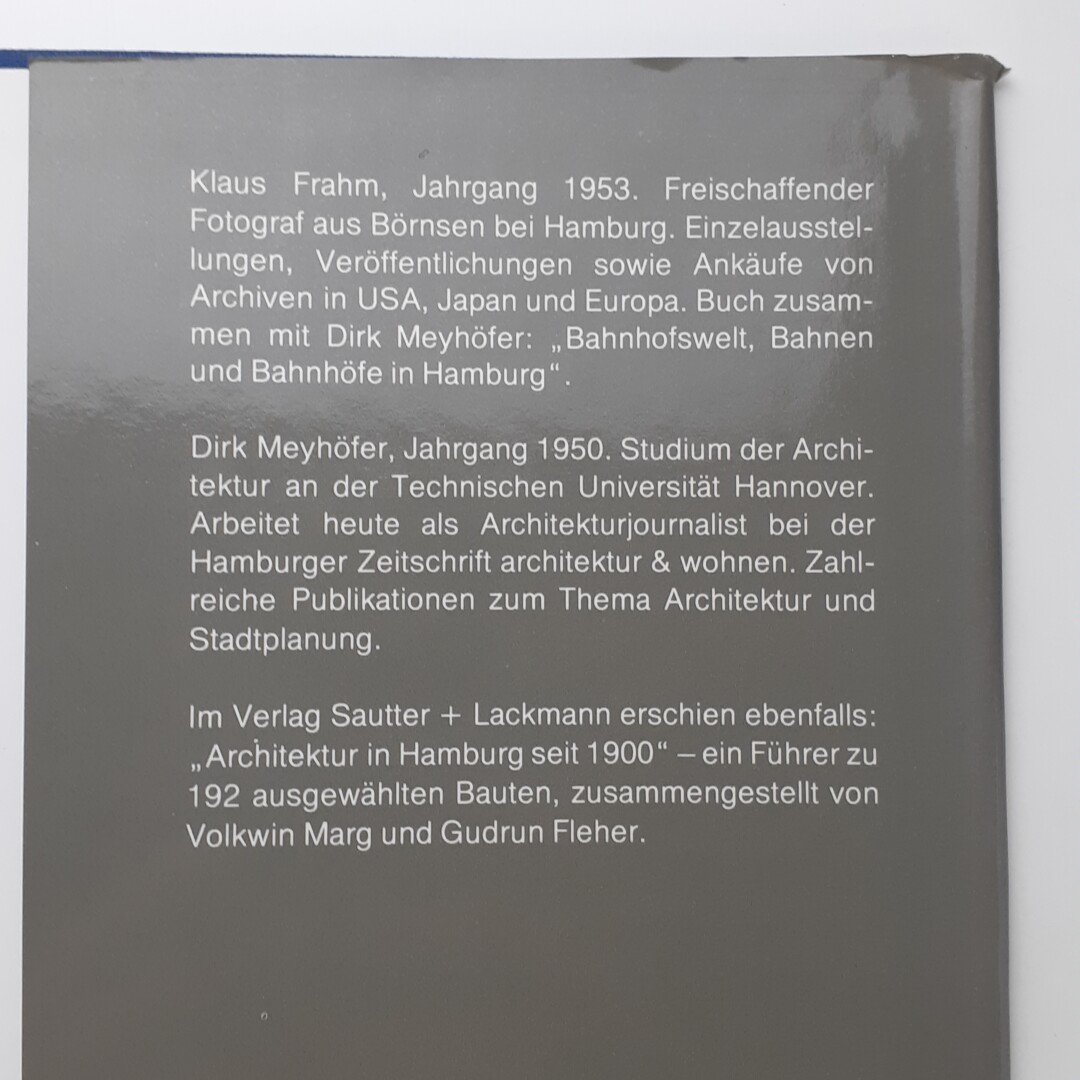 Klaus Frahm, Jahrgang 1953. Freischaffender
Fotograf aus Börnsen bei Hamburg. Einzelausstel-
lungen, Veröffentlichungen sowie Ankäufe von
Archiven in USA, Japan und Europa. Buch zusam-
men mit Dirk Meyhöfer: „Bahnhofswelt, Bahnen
und Bahnhöfe in Hamburg“.
Dirk Meyhöfer, Jahrgang 1950. Studium der Archi-
tektur an der Technischen Universität Hannover.
Arbeitet heute als Architekturjournalist bei der
Hamburger Zeitschrift architektur & wohnen. Zahl-
reiche Publikationen zum Thema Architektur und
Stadtplanung.
Im Verlag Sautter + Lackmann erschien ebenfalls:
„Architektur in Hamburg seit 1900“ – ein Führer zu
192 ausgewählten Bauten, zusammengestellt von
Volkwin Marg und Gudrun Fleher.